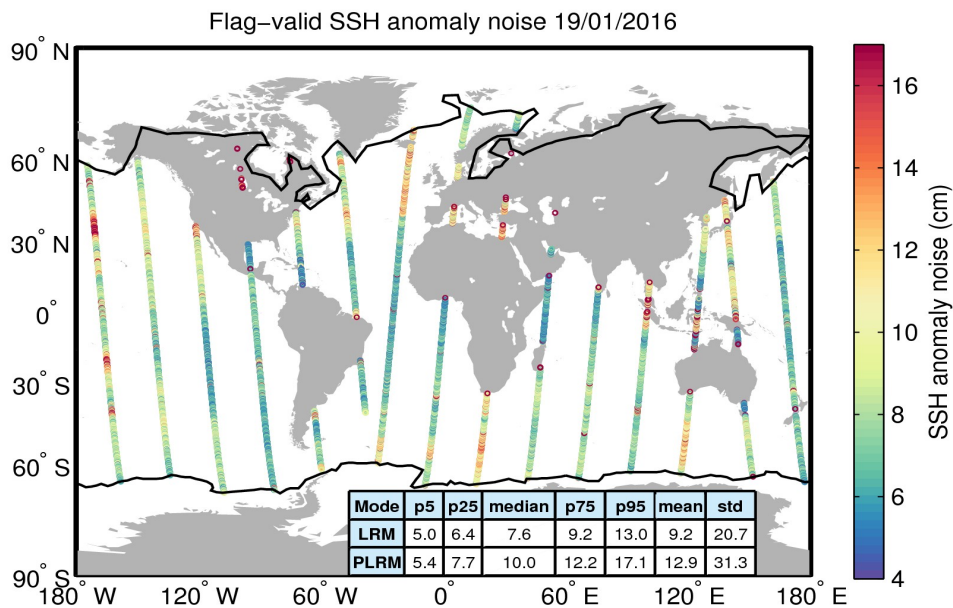 Flag−valid SSH anomaly noise 19/01/2016
90° N
60° N
30° N
0°
30° S
60° S
90° S
180° W
120° W
60° W
0°
60° E
120° E
180° E
Mode p5 p25 median p75 p95 mean std
LRM 5.0 6.4 7.6 9.2 13.0 9.2 20.7
PLRM 5.4 7.7 10.0 12.2 17.1 12.9 31.3
16
14
12
10
8
6
4
SSH anomaly noise (cm)